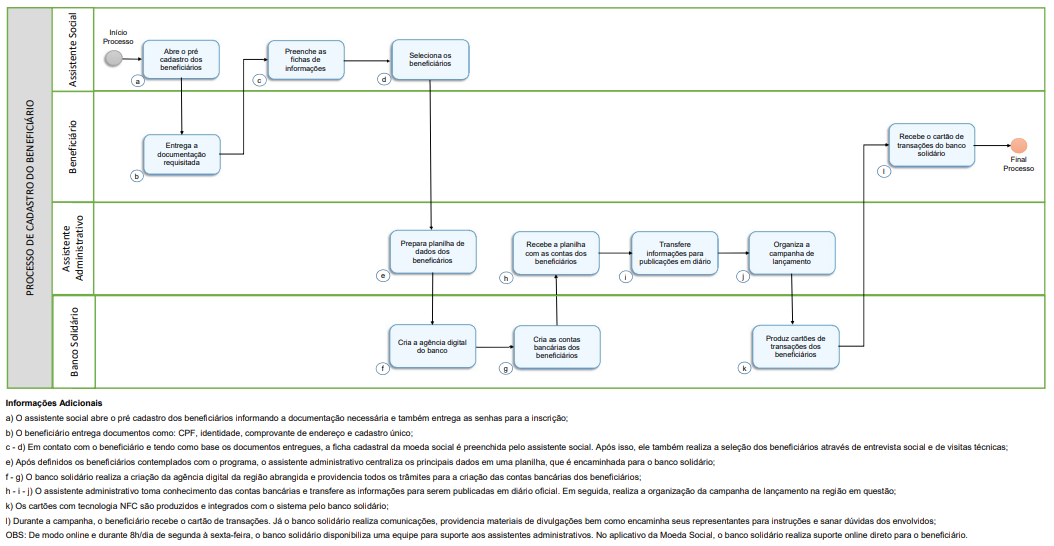 PROCESSO DE CADASTRO DO BENEFICIÁRIO
Assistente Social
Início
Processo
Abre o pré
cadastro dos
beneficiários
a
Preenche as
fichas de
informações
c
Seleciona os
beneficiários
d
Beneficiário
Entrega a
documentação
requisitada
b
Recebe o cartão de
transações do banco
solidário
l
Final
Processo
Assistente
Administrativo
Prepara planilha de
dados dos
beneficários
e
Recebe a planilha
com as contas dos
beneficiários
h
Transfere
informações para
publicações em diário
i
Organiza a
campanha de
lançamento
j
Banco Solidário
Cria a agência digital
do banco
f
Cria as contas
bancárias dos
beneficiários
g
Produz cartões de
transações dos
beneficiários
k
Informações Adicionais
a) O assistente social abre o pré cadastro dos beneficiários informando a documentação necessária e também entrega as senhas para a inscrição;
b) O beneficiário entrega documentos como: CPF, identidade, comprovante de endereço e cadastro único;
c - d) Em contato com o beneficiário e tendo como base os documentos entregues, a ficha cadastral da moeda social é preenchida pelo assistente social. Após isso, ele também realiza a seleção dos beneficiários através de entrevista social e de visitas técnicas;
e) Após definidos os beneficiários contemplados com o programa, o assistente administrativo centraliza os principais dados em uma planilha, que é encaminhada para o banco solidário;
f - g) O banco solidário realiza a criação da agência digital da região abrangida e providencia todos os trâmites para a criação das contas bancárias dos beneficiários;
h - i - j) O assistente administrativo toma conhecimento das contas bancárias e transfere as informações para serem publicadas em diário oficial. Em seguida, realiza a organização da campanha de lançamento na região em questão;
k) Os cartões com tecnologia NFC são produzidos e integrados com o sistema pelo banco solidário;
l) Durante a campanha, o beneficiário recebe o cartão de transações. Já o banco solidário realiza comunicações, providencia materiais de divulgações bem como encaminha seus representantes para instruções e sanar dúvidas dos envolvidos;
OBS: De modo online e durante 8h/dia de segunda à sexta-feira, o banco solidário disponibiliza uma equipe para suporte aos assistentes administrativos. No aplicativo da Moeda Social, o banco solidário realiza suporte online direto para o beneficiário.